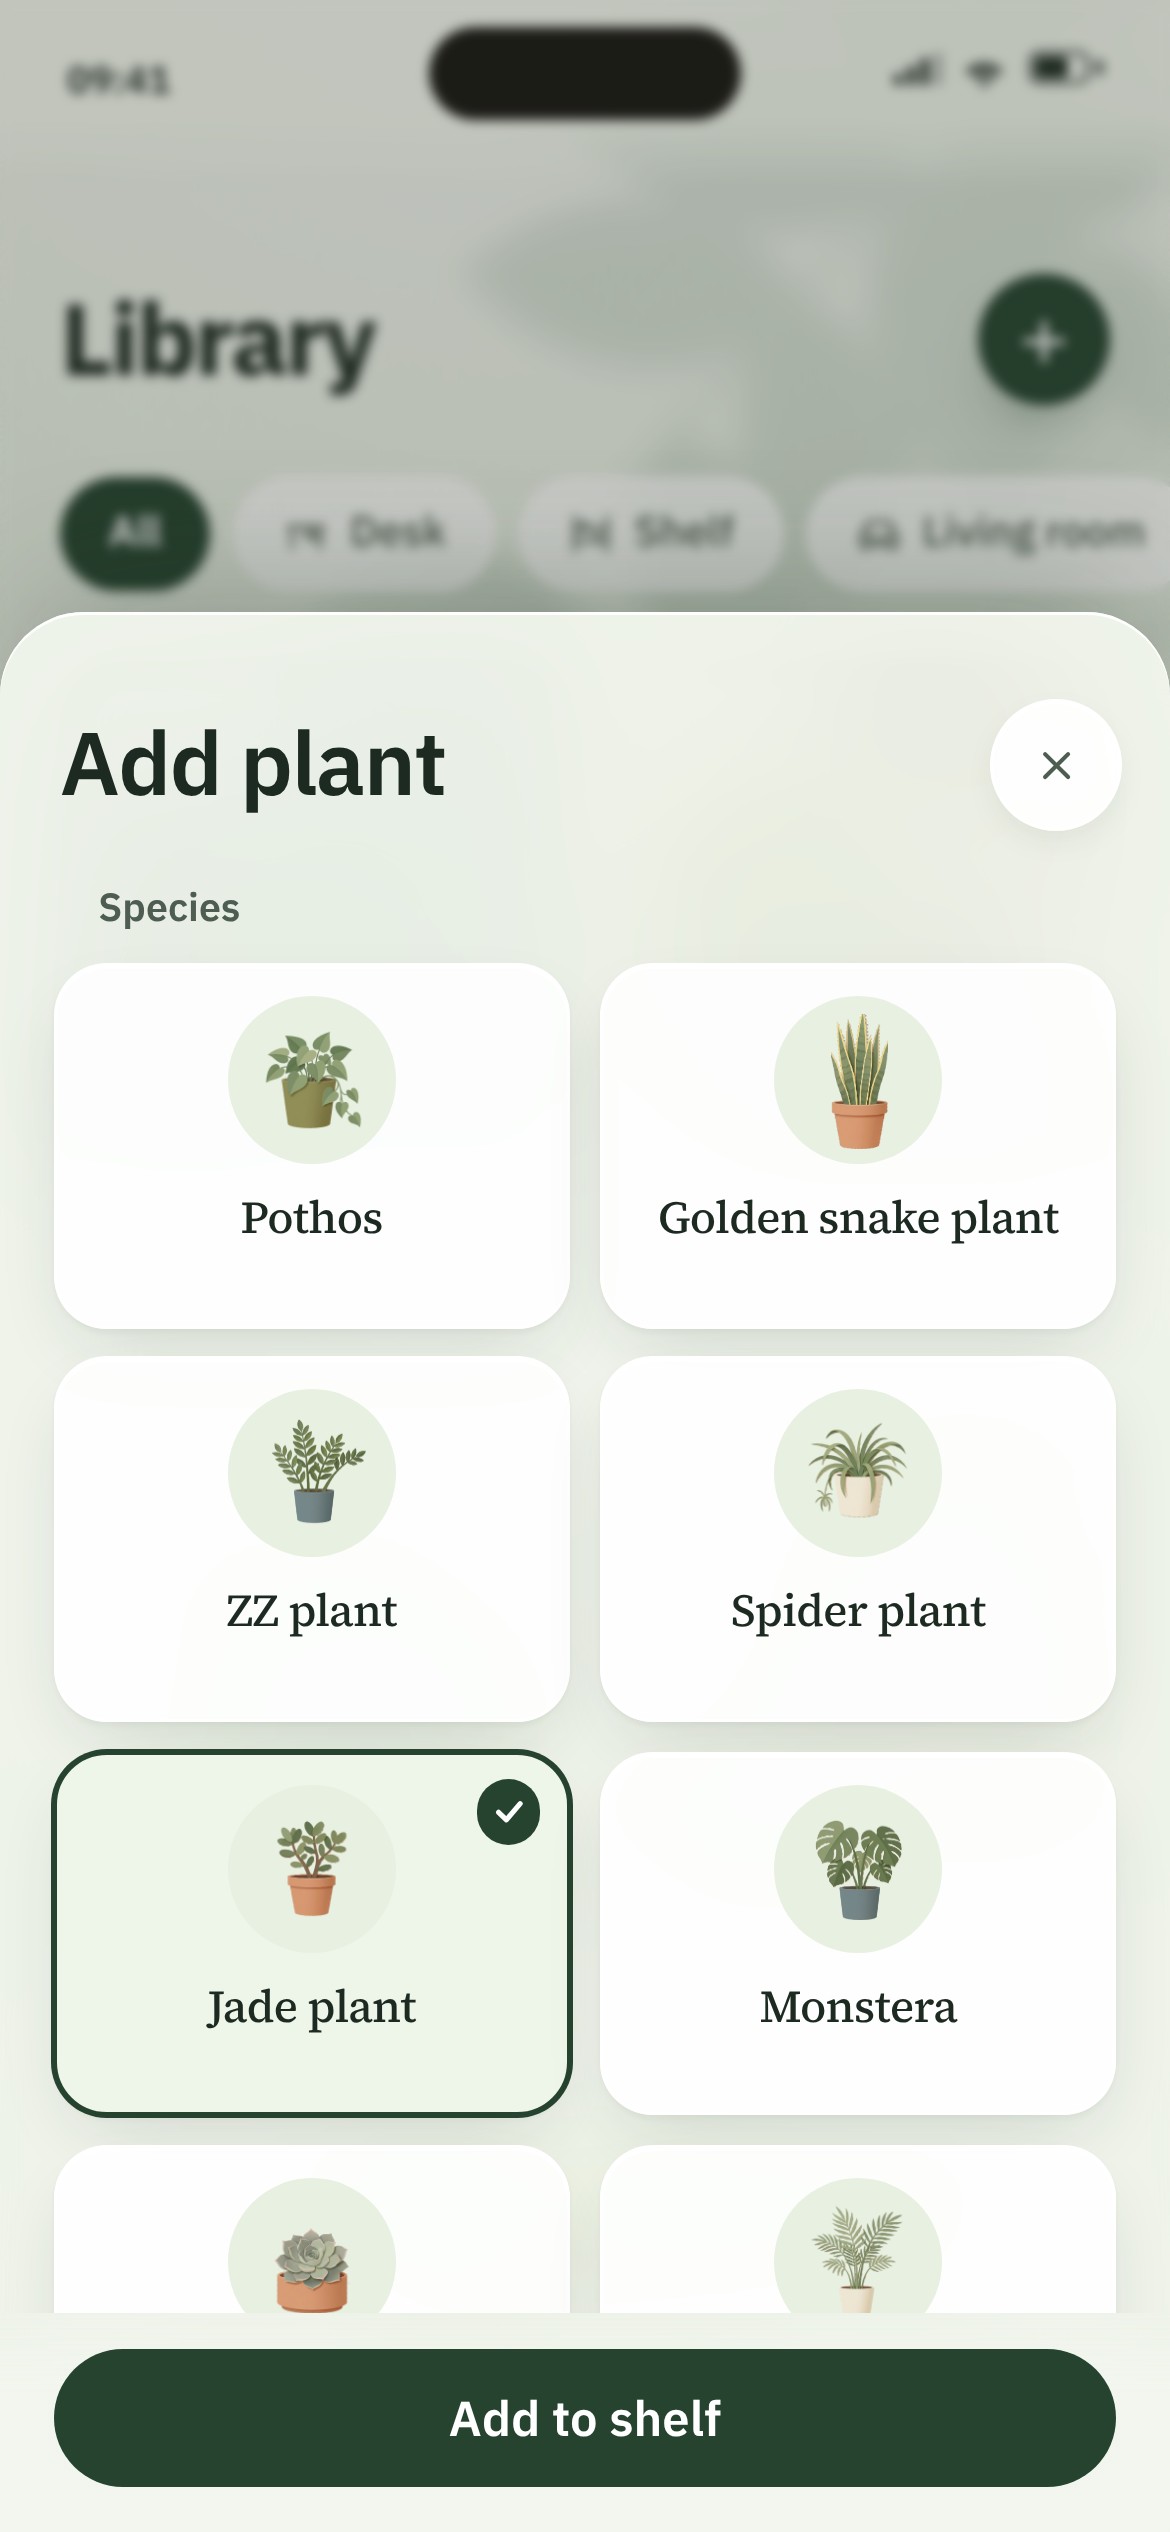 09:41
Library
All
Desk
Shelf
Living room
Add plant
Species
Pothos
Golden snake plant
ZZ plant
Spider plant
Jade plant
Monstera
Add to shelf